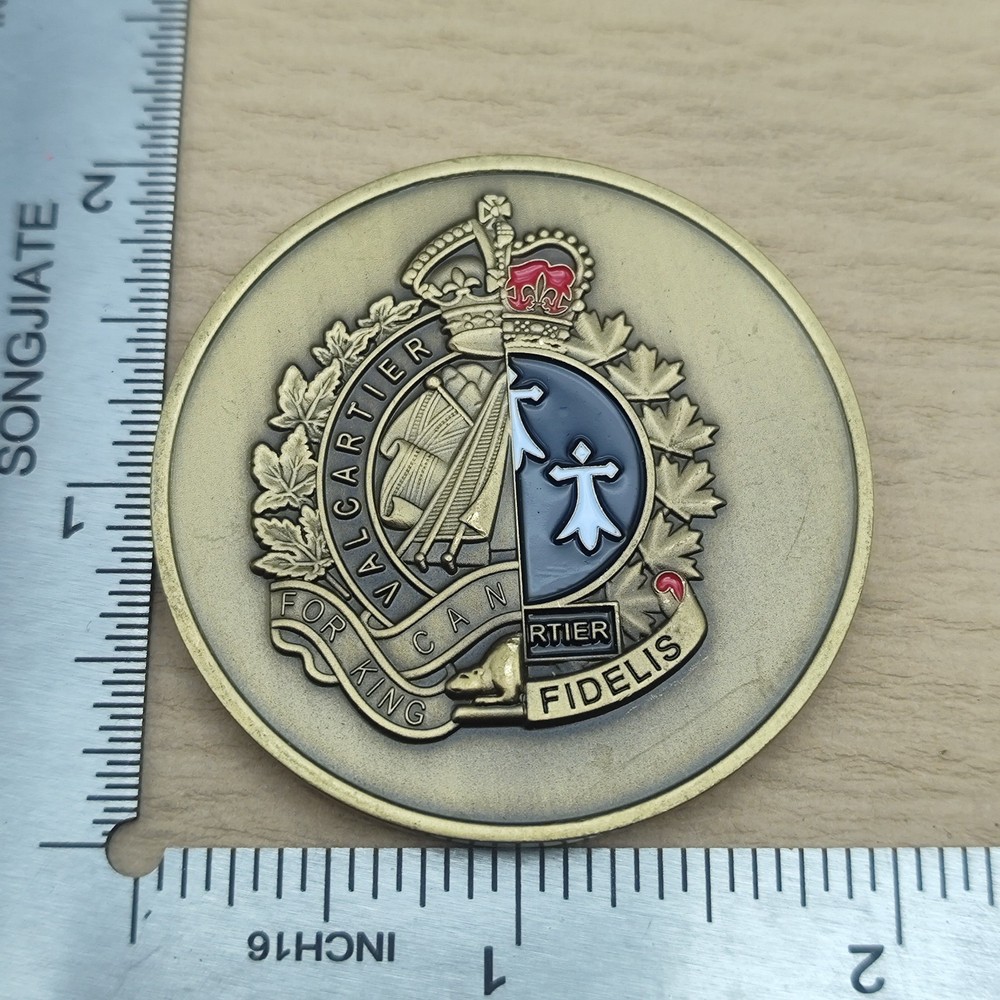 SONGJIATE
2
1
VALCARTIER
FOR KING
CAN
RTIER
FIDELIS
INCH16
1
2